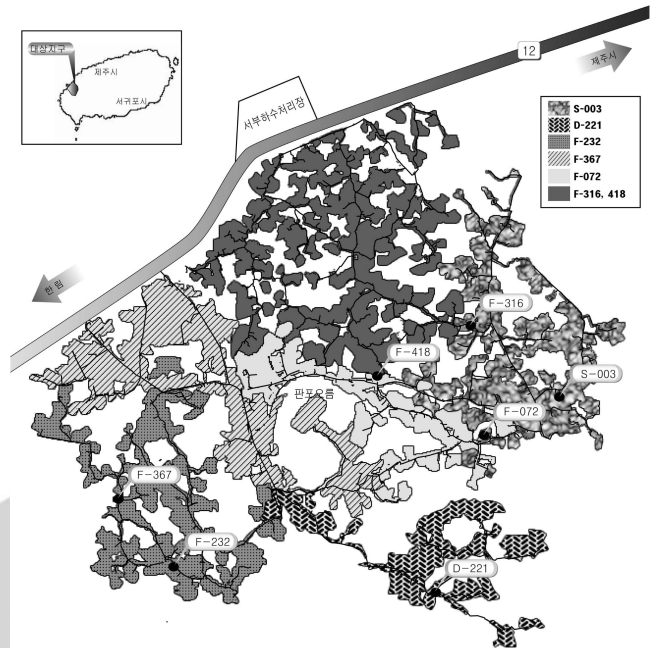 대상지구
제주시
서귀포시
12
제주시
서부하수처리장
S-003
D-221
F-232
F-367
F-072
F-316, 418
한림
F-316
F-418
S-003
판포오름
F-072
F-367
F-232
D-221